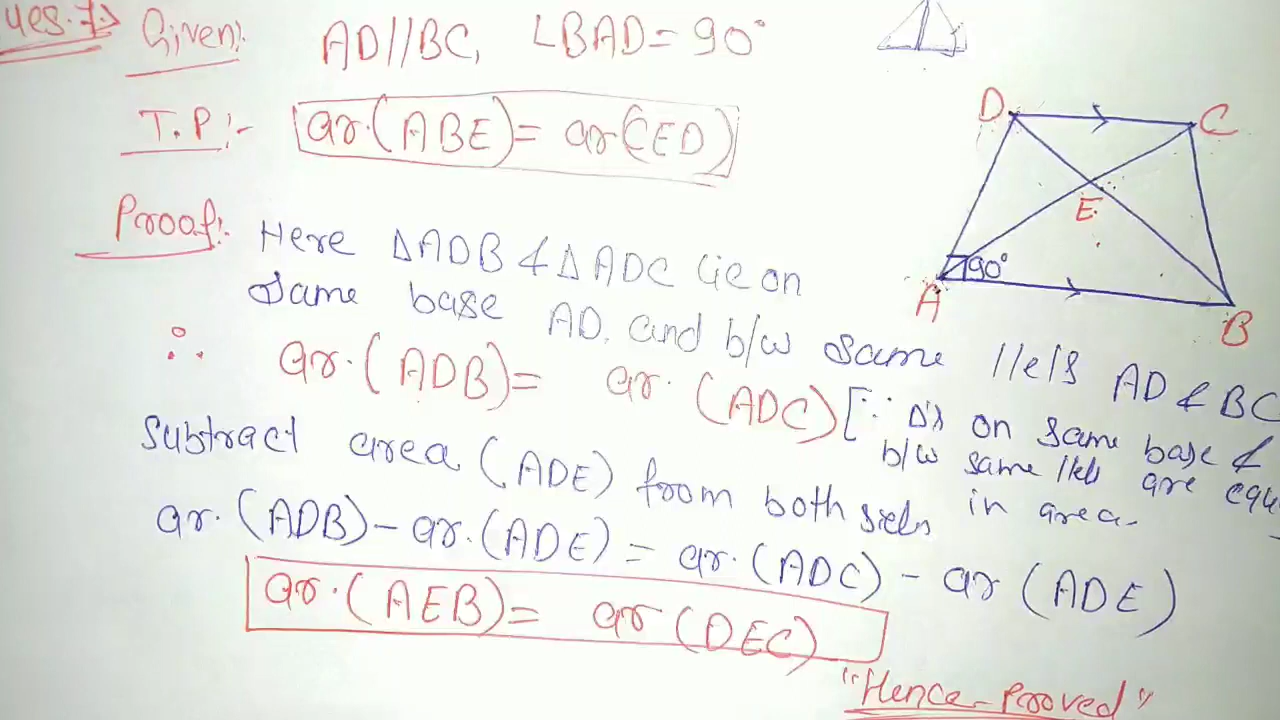 Ques.7>
Given:
AD//BC, ∠BAD = 90°
T.P:-
ar.(ABE) = ar(CED)
Proof:
Here ΔADB & ΔADC lie on
same base AD. and b/w same //els AD & BC
∴ ar.(ADB) = ar.(ADC) [∵ Δ's on same base &
b/w same //els are equ
in area.
Subtract area (ADE) from both sides
ar.(ADB) - ar.(ADE) = ar.(ADC) - ar (ADE)
ar.(AEB) = ar (DEC)
"Hence Prooved"
D
C
E
90°
A
B